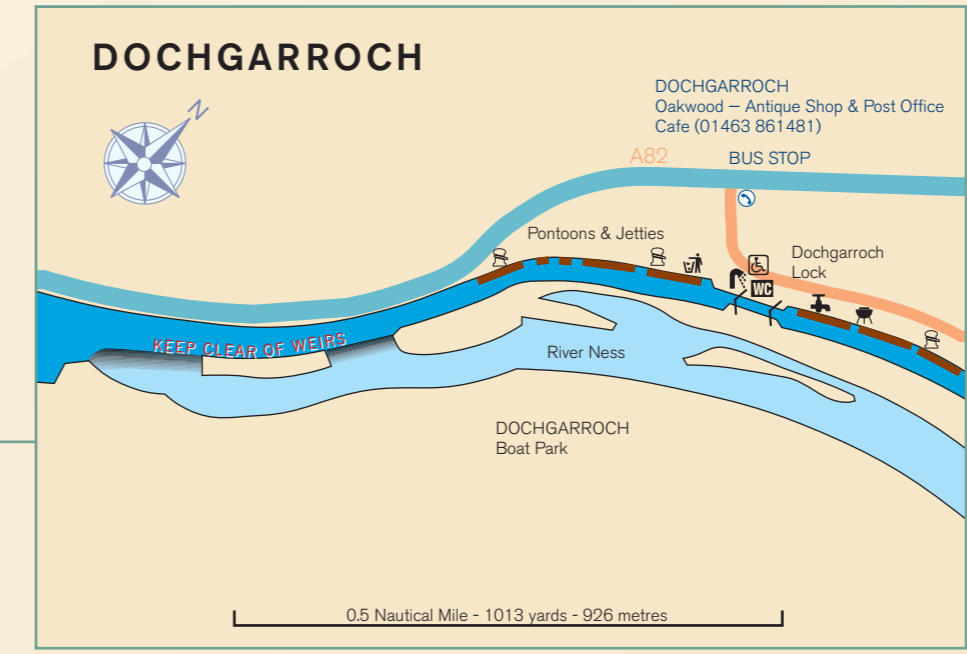 DOCHGARROCH
N
DOCHGARROCH
Oakwood – Antique Shop & Post Office
Cafe (01463 861481)
A82
BUS STOP
Pontoons & Jetties
Dochgarroch
Lock
WC
KEEP CLEAR OF WEIRS
River Ness
DOCHGARROCH
Boat Park
0.5 Nautical Mile - 1013 yards - 926 metres